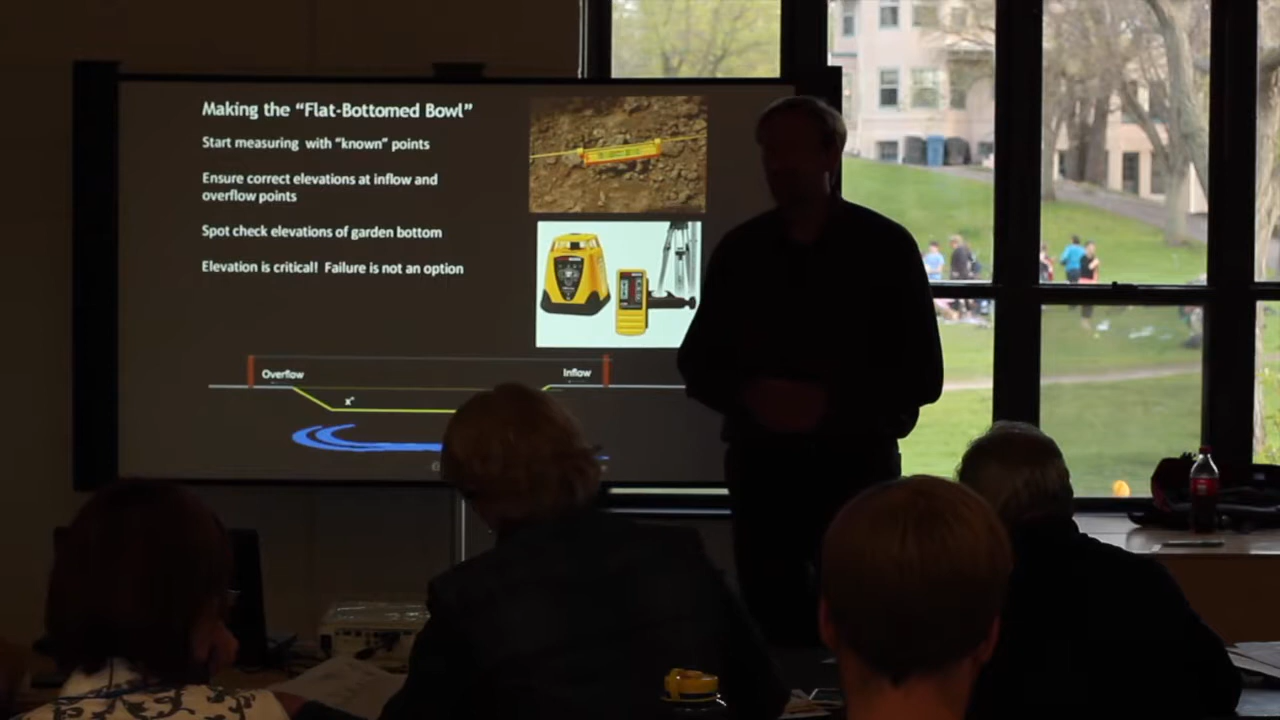 Making the “Flat-Bottomed Bowl”
Start measuring with “known” points
Ensure correct elevations at inflow and
overflow points
Spot check elevations of garden bottom
Elevation is critical! Failure is not an option
Overflow
Inflow
x"